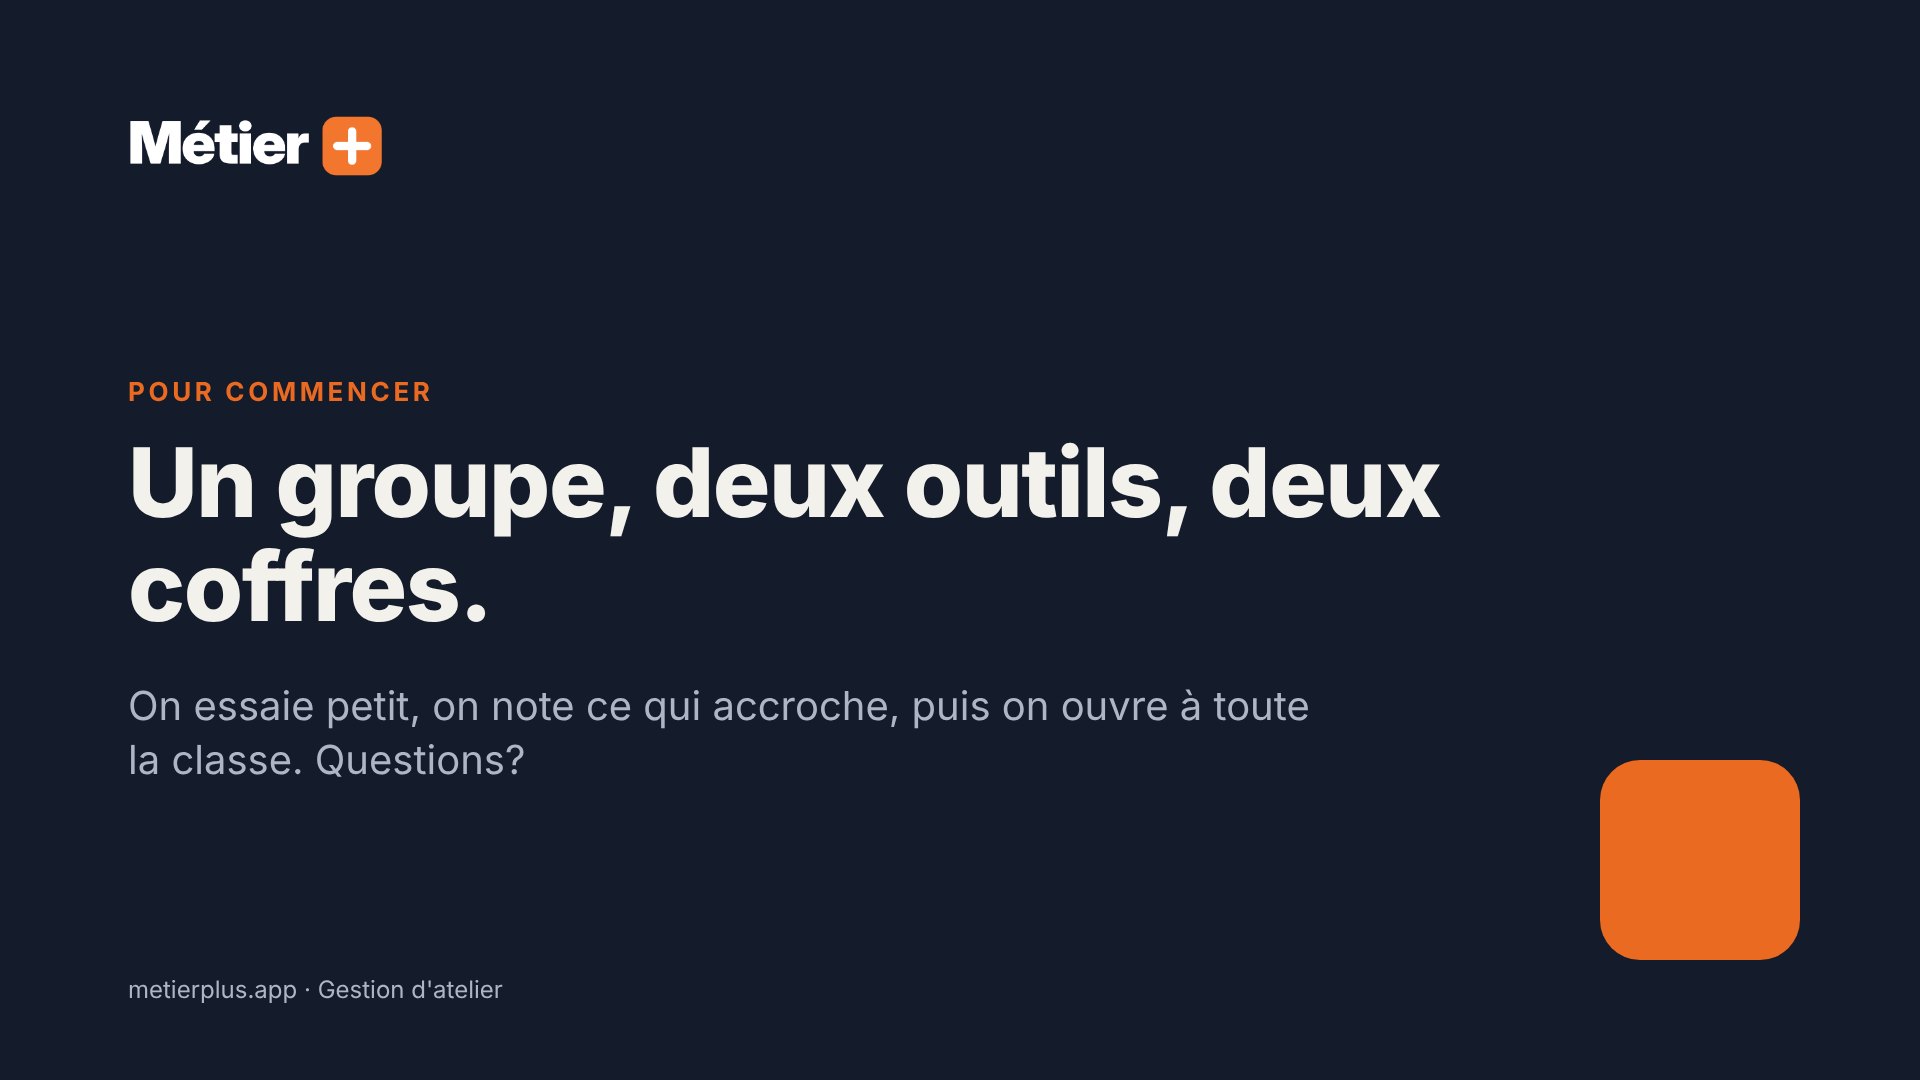 Métier +
POUR COMMENCER
Un groupe, deux outils, deux
coffres.
On essaie petit, on note ce qui accroche, puis on ouvre à toute
la classe. Questions?
metierplus.app · Gestion d'atelier